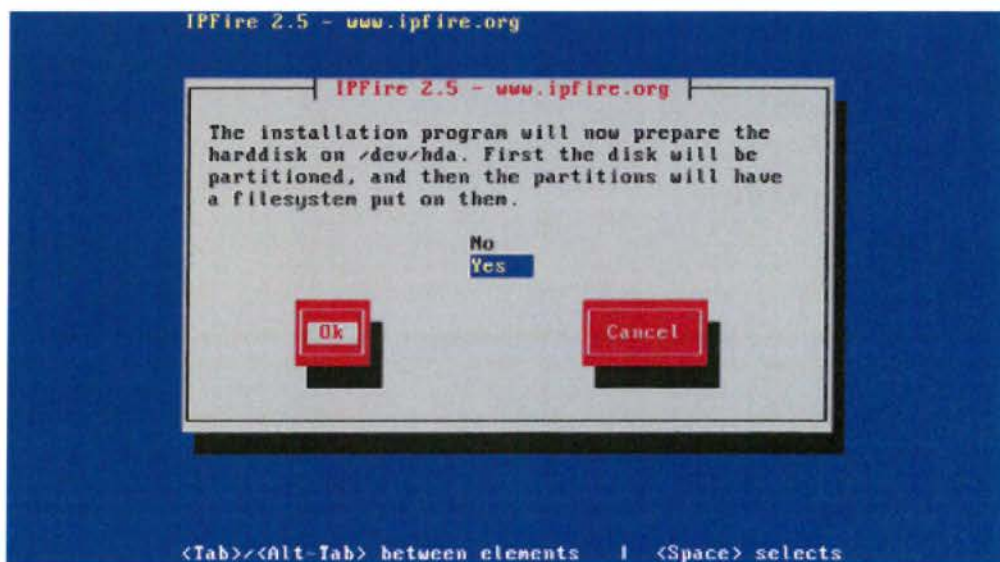 IPFire 2.5 - www.ipfire.org
IPFire 2.5 - www.ipfire.org
The installation program will now prepare the
harddisk on /dev/hda. First the disk will be
partitioned, and then the partitions will have
a filesystem put on them.
No
Yes
Ok Cancel
<Tab>/<Alt-Tab> between elements | <Space> selects